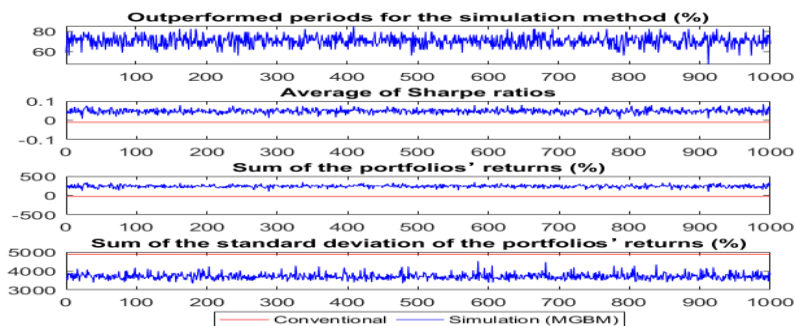 Outperformed periods for the simulation method (%)
80
60
100 200 300 400 500 600 700 800 900 1000
Average of Sharpe ratios
0.1
0
-0.1
0 100 200 300 400 500 600 700 800 900 1000
Sum of the portfolios’ returns (%)
500
0
-500
0 100 200 300 400 500 600 700 800 900 1000
Sum of the standard deviation of the portfolios’ returns (%)
5000
4000
3000
0 100 200 300 400 500 600 700 800 900 1000
Conventional Simulation (MGBM)